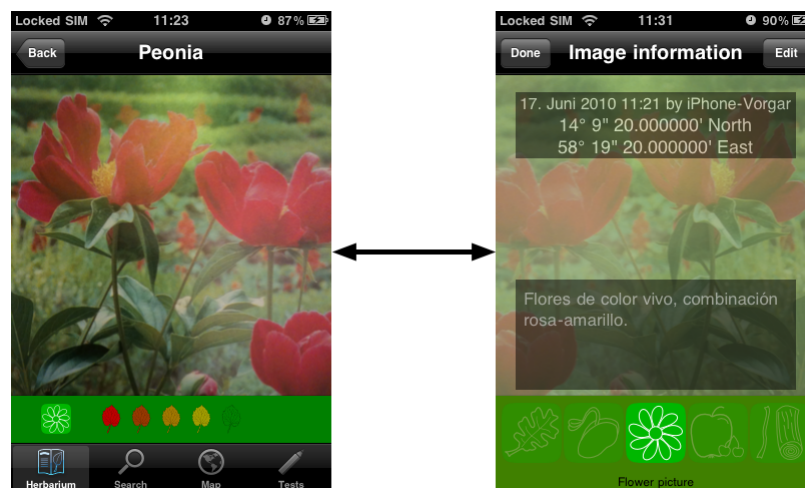 Locked SIM 11:23 87%
Back Peonia
Herbarium Search Map Tests
Locked SIM 11:31 90%
Done Image information Edit
17. Juni 2010 11:21 by iPhone-Vorgar
14° 9" 20.000000' North
58° 19" 20.000000' East
Flores de color vivo, combinación
rosa-amarillo.
Flower picture